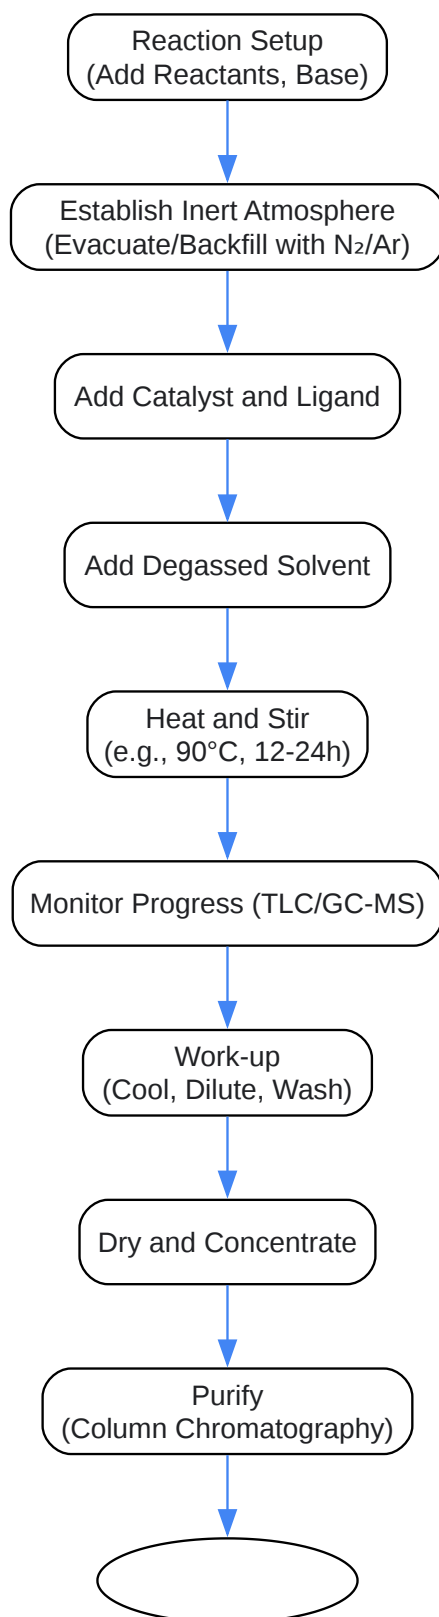 Reaction Setup
(Add Reactants, Base)
Establish Inert Atmosphere
(Evacuate/Backfill with N₂/Ar)
Add Catalyst and Ligand
Add Degassed Solvent
Heat and Stir
(e.g., 90°C, 12-24h)
Monitor Progress (TLC/GC-MS)
Work-up
(Cool, Dilute, Wash)
Dry and Concentrate
Purify
(Column Chromatography)